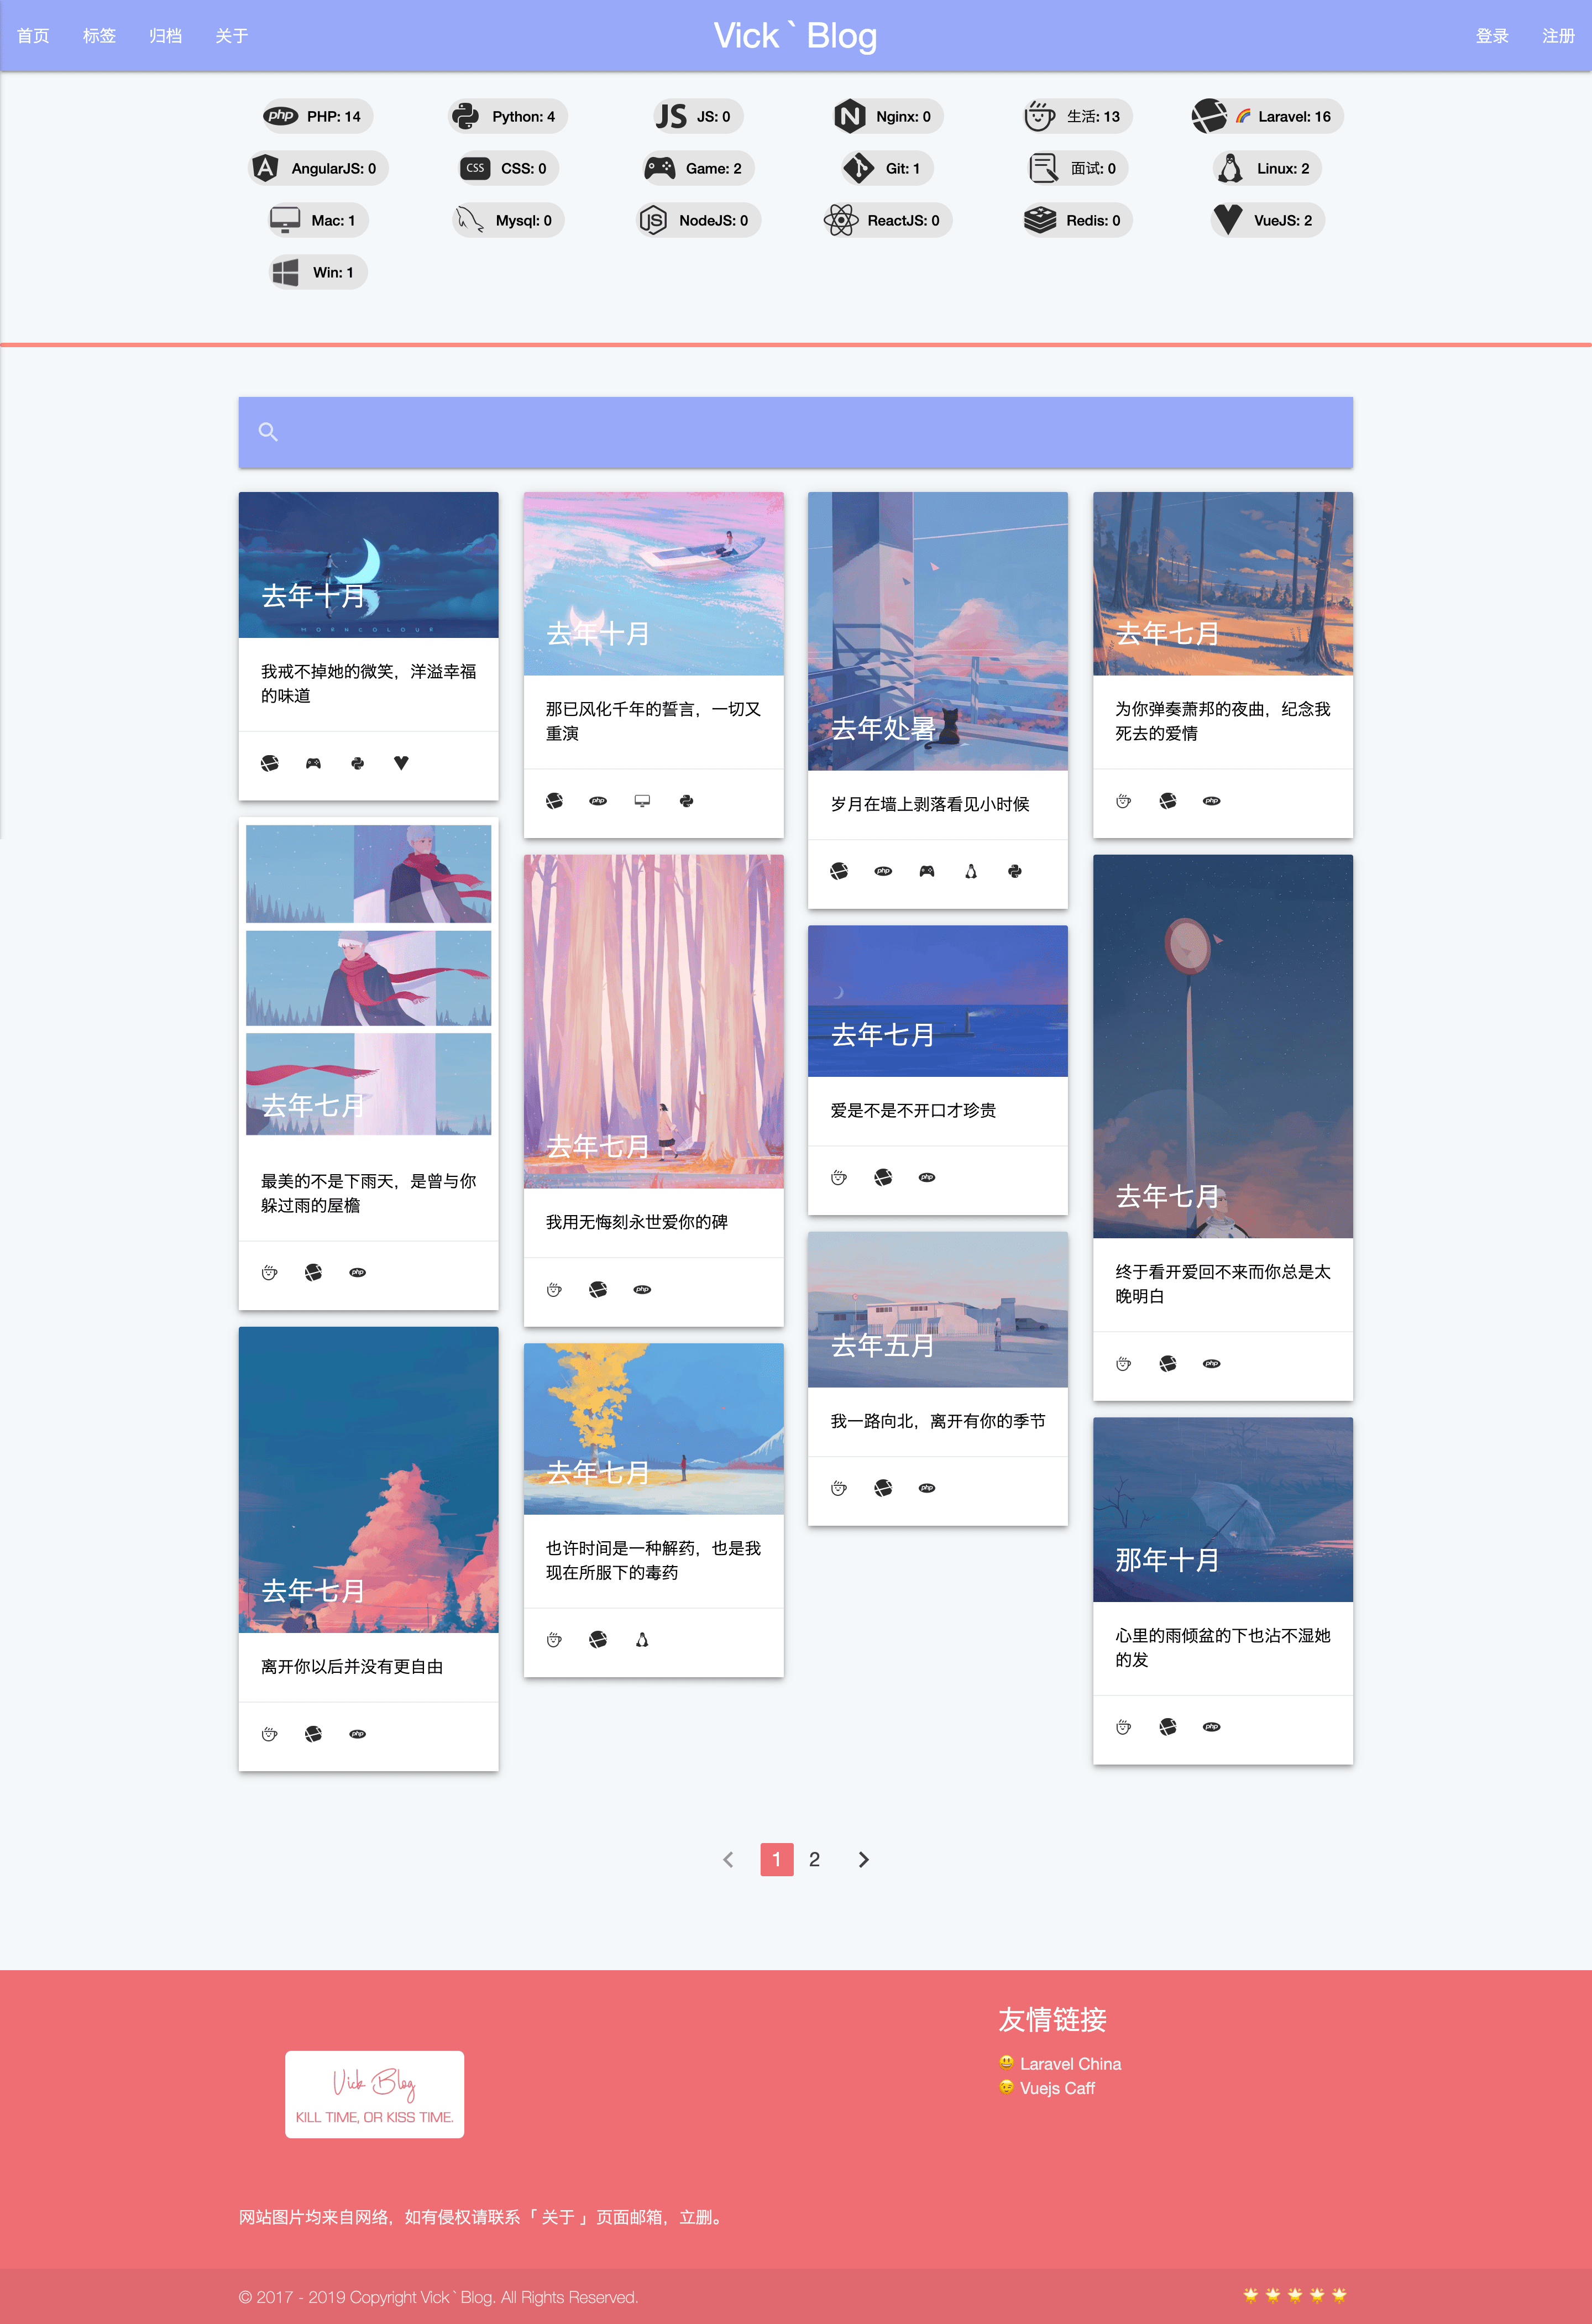 首页 标签 归档 关于 Vick ` Blog 登录 注册
PHP: 14 Python: 4 JS JS: 0 Nginx: 0 生活: 13 Laravel: 16
AngularJS: 0 CSS CSS: 0 Game: 2 Git: 1 面试: 0 Linux: 2
Mac: 1 Mysql: 0 NodeJS: 0 ReactJS: 0 Redis: 0 VueJS: 2
Win: 1
去年十月
MORNCOLOUR
我戒不掉她的微笑，洋溢幸福
的味道
去年十月
那已风化千年的誓言，一切又
重演
去年处暑
岁月在墙上剥落看见小时候
去年七月
为你弹奏萧邦的夜曲，纪念我
死去的爱情
去年七月
最美的不是下雨天，是曾与你
躲过雨的屋檐
去年七月
我用无悔刻永世爱你的碑
去年七月
爱是不是不开口才珍贵
去年七月
终于看开爱回不来而你总是太
晚明白
去年七月
离开你以后并没有更自由
去年七月
也许时间是一种解药，也是我
现在所服下的毒药
去年五月
我一路向北，离开有你的季节
那年十月
心里的雨倾盆的下也沾不湿她
的发
1 2
Vick Blog
KILL TIME, OR KISS TIME.
友情链接
😃 Laravel China
😔 Vuejs Caff
网站图片均来自网络，如有侵权请联系「 关于 」页面邮箱，立删。
© 2017 - 2019 Copyright Vick ` Blog. All Rights Reserved. 🌟 🌟 🌟 🌟 🌟